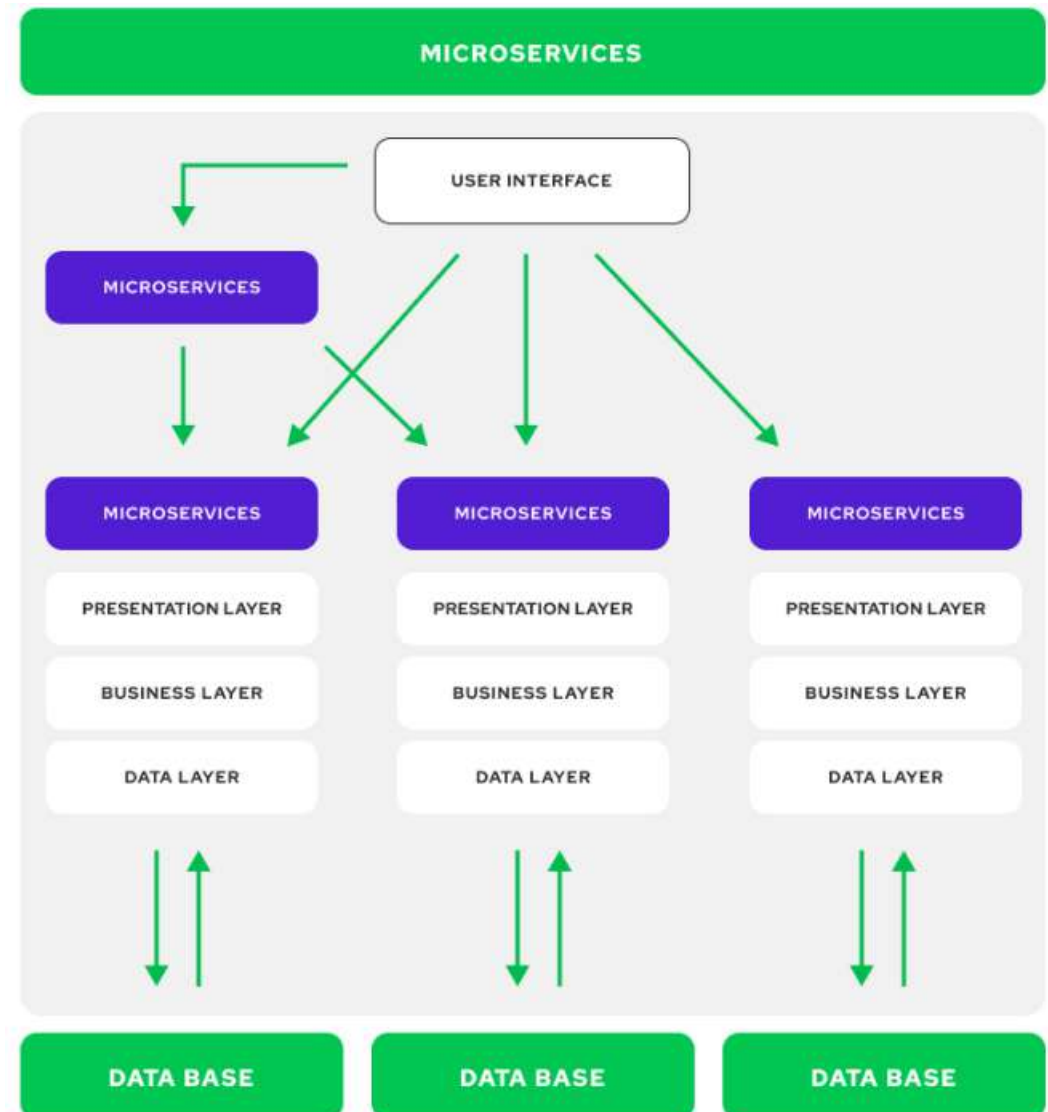 MICROSERVICES
USER INTERFACE
MICROSERVICES
MICROSERVICES
MICROSERVICES
MICROSERVICES
PRESENTATION LAYER
PRESENTATION LAYER
PRESENTATION LAYER
BUSINESS LAYER
BUSINESS LAYER
BUSINESS LAYER
DATA LAYER
DATA LAYER
DATA LAYER
DATA BASE
DATA BASE
DATA BASE